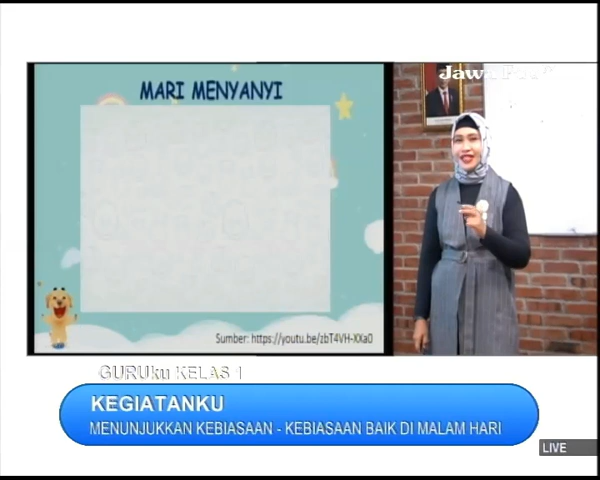 MARI MENYANYI
Sumber: https://youtu.be/zbT4VH-XXa0
GURUku KELAS 1
KEGIATANKU
MENUNJUKKAN KEBIASAAN - KEBIASAAN BAIK DI MALAM HARI
LIVE